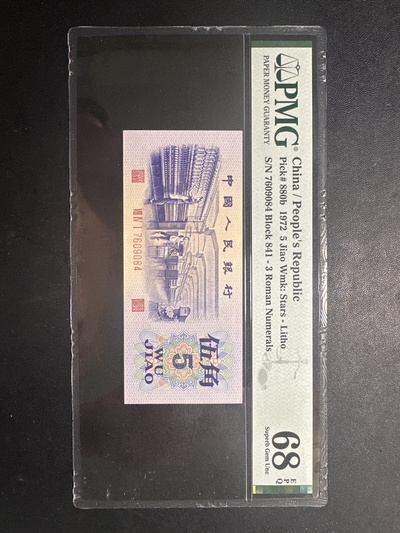 PMG®
PAPER MONEY GUARANTY
China / People's Republic
Pick# 880b 1972 5 Jiao Wmk: Stars - Litho
S/N 7609084 Block 841 - 3 Roman Numerals
68
EPQ
Superb Gem Unc
中國人民銀行
VIII IV I 7609084
伍角
5
WU
JIAO